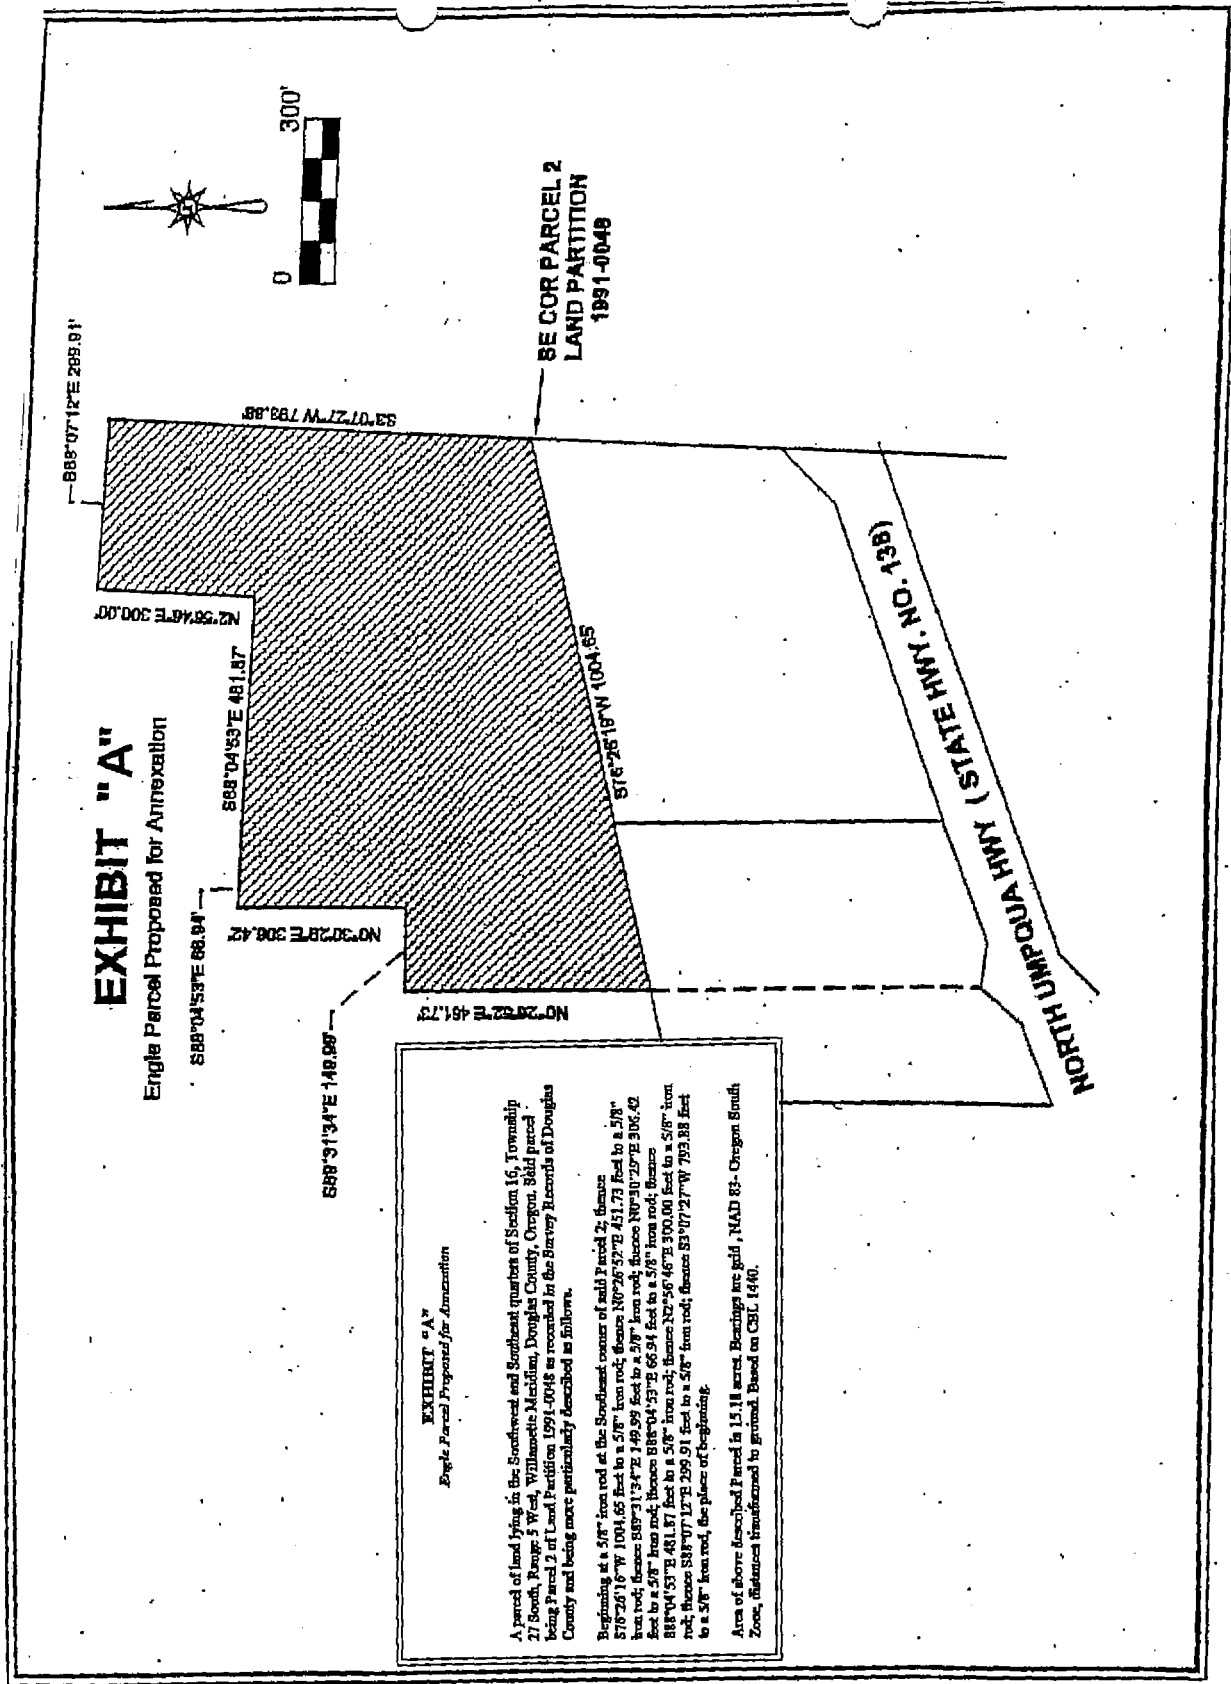 EXHIBIT "A"
Engle Parcel Proposed for Annexation
S88°07'12"E 299.91'
0
300'
S88°04'53"E 66.94'
S88°04'53"E 481.87'
N2°56'46"E 300.00'
S3°07'27"W 793.88'
S89°31'34"E 149.99'
N0°30'29"E 306.42'
SE COR PARCEL 2
LAND PARTITION
1991-0048
N0°26'52"E 461.73'
S76°26'19"W 1004.65'
NORTH UMPQUA HWY (STATE HWY. NO. 138)
EXHIBIT "A"
Engle Parcel Proposed for Annexation
A parcel of land lying in the Southwest and Southeast quarters of Section 16, Township
27 South, Range 5 West, Willamette Meridian, Douglas County, Oregon. Said parcel
being Parcel 2 of Land Partition 1991-0048 as recorded in the Survey Records of Douglas
County and being more particularly described as follows.
Beginning at a 5/8" iron rod at the Southeast corner of said Parcel 2; thence
S76°26'16"W 1004.65 feet to a 5/8" iron rod; thence N0°26'52"E 451.73 feet to a 5/8"
iron rod; thence S89°31'34"E 149.99 feet to a 5/8" iron rod; thence N0°30'29"E 306.42
feet to a 5/8" iron rod; thence S88°04'53"E 66.94 feet to a 5/8" iron rod; thence
S88°04'53"E 481.87 feet to a 5/8" iron rod; thence N2°56'46"E 300.00 feet to a 5/8" iron
rod; thence S88°07'12"E 299.91 feet to a 5/8" iron rod; thence S3°07'27"W 793.88 feet
to a 5/8" iron rod, the place of beginning.
Area of above described Parcel is 15.18 acres. Bearings are grid, NAD 83- Oregon South
Zone, distances transformed to ground. Based on CBL 1440.